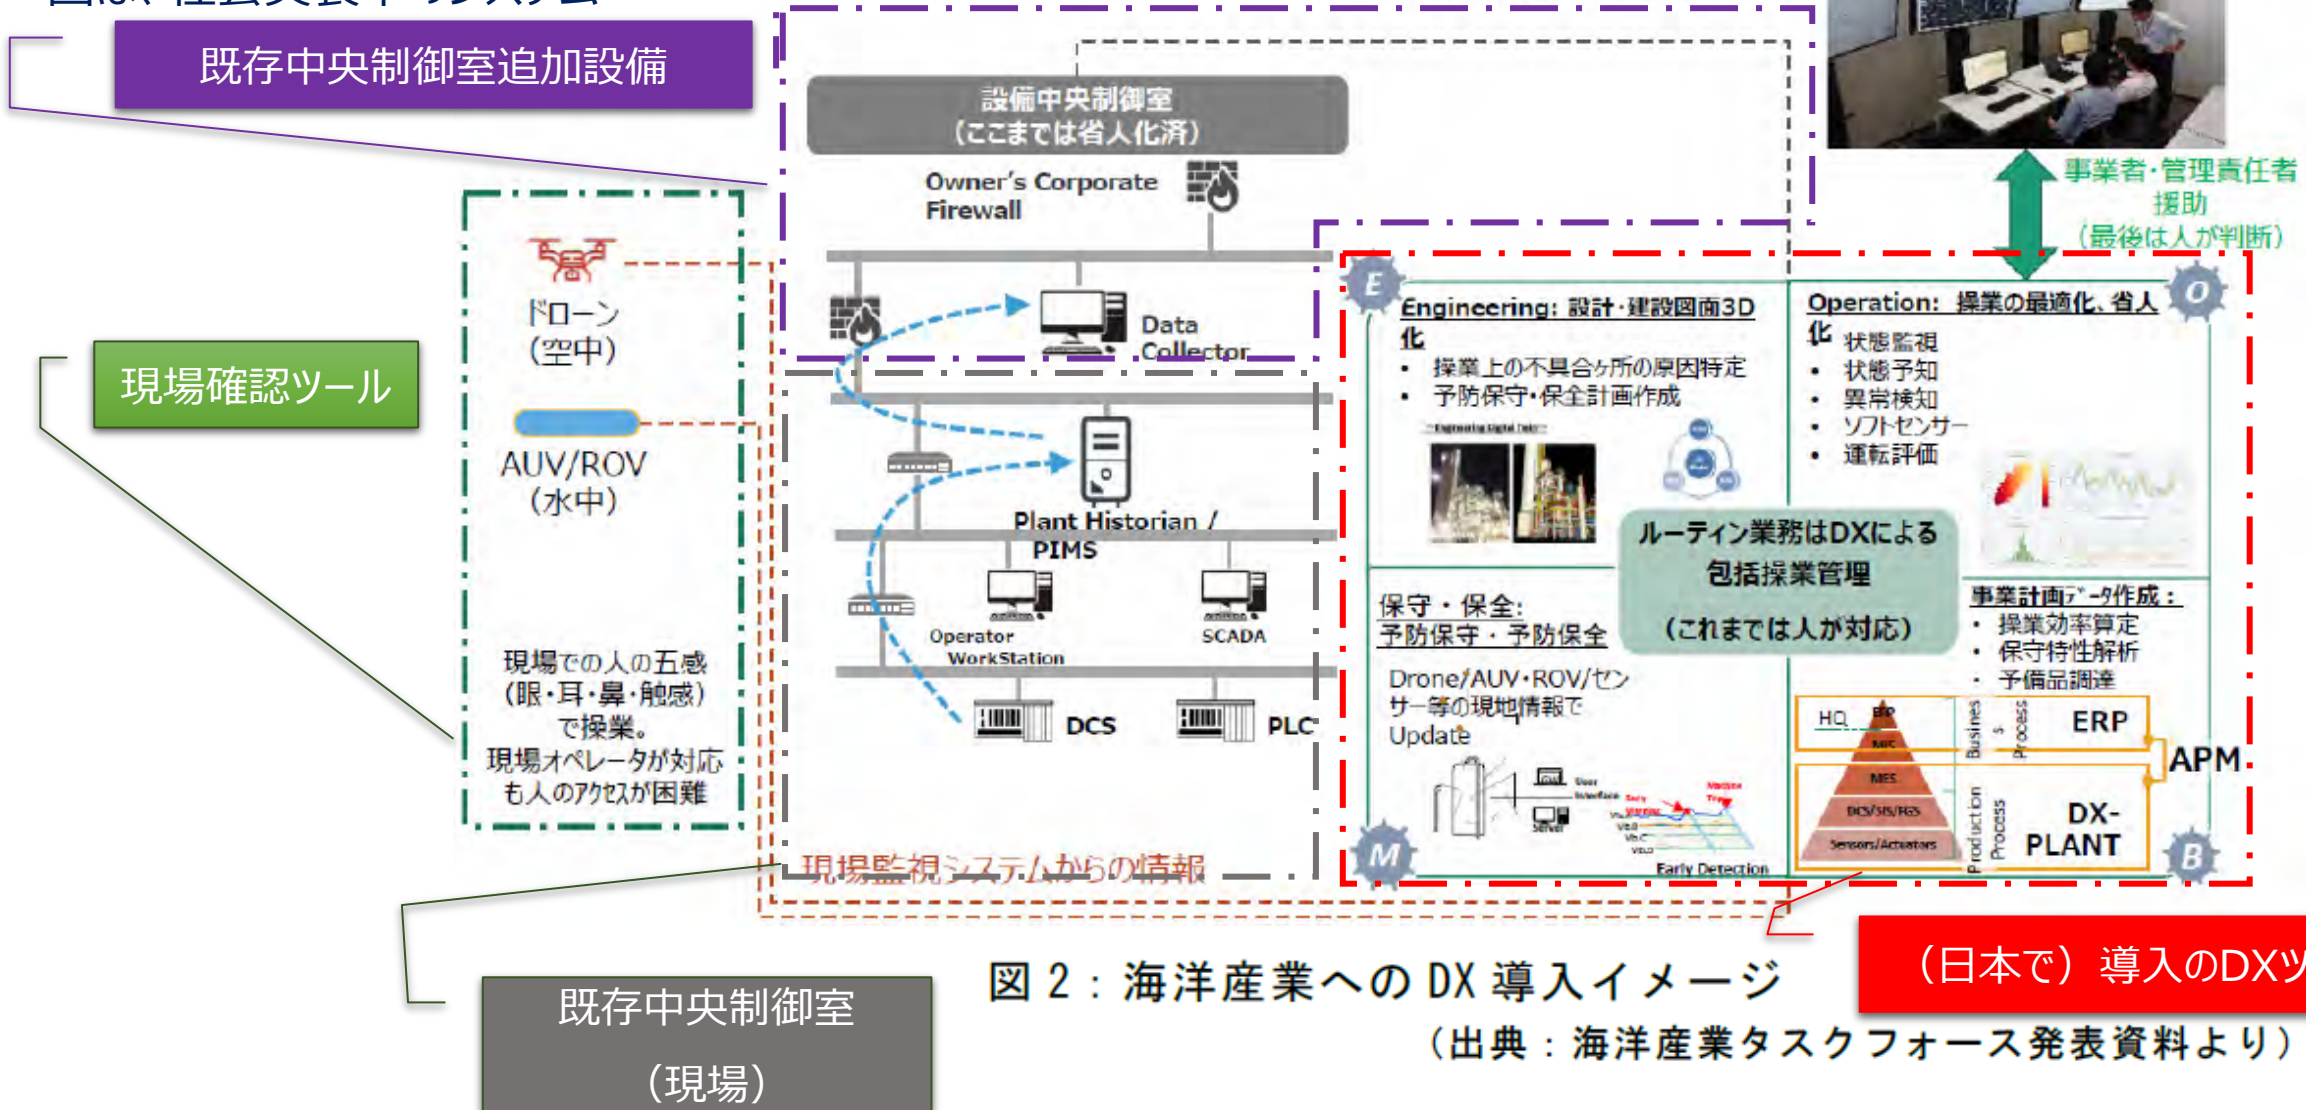 既存中央制御室追加設備
設備中央制御室
(ここまでは省人化済)
Owner's Corporate
Firewall
Data
Collector
事業者・管理責任者
援助
(最後は人が判断)
現場確認ツール
ドローン
(空中)
AUV/ROV
(水中)
現場での人の五感
(眼・耳・鼻・触感)
で操業。
現場オペレータが対応
も人のアクセスが困難
Plant Historian /
PIMS
Operator
WorkStation
SCADA
DCS
PLC
現場監視システムからの情報
E
Engineering: 設計・建設図面3D
化
• 操業上の不具合ヶ所の原因特定
• 予防保守・保全計画作成
O
Operation: 操業の最適化、省人
化
状態監視
• 状態予知
• 異常検知
• ソフトセンサー
• 運転評価
ルーティン業務はDXによる
包括操業管理
(これまでは人が対応)
保守・保全:
予防保守・予防保全
Drone/AUV・ROV/セン
サー等の現地情報で
Update
User
Interface
Server
Early Detection
M
事業計画データ作成:
• 操業効率算定
• 保守特性解析
• 予備品調達
HQ
ERP
MES
DCS/SIS/FGS
Sensors/Actuators
Busines
s
Process
Production
Process
ERP
APM
DX-
PLANT
B
既存中央制御室
(現場)
(日本で)導入のDXツ
図2:海洋産業へのDX導入イメージ
(出典:海洋産業タスクフォース発表資料より)